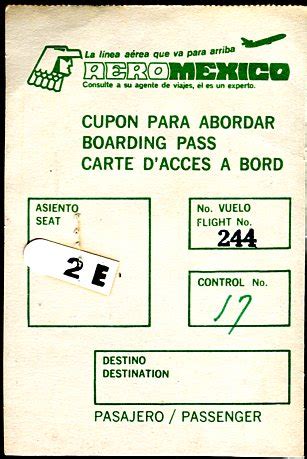 La línea aérea que va para arriba
AEROMEXICO
Consulte a su agente de viajes, el es un experto.
CUPON PARA ABORDAR
BOARDING PASS
CARTE D'ACCES A BORD
ASIENTO
SEAT
2 E
No. VUELO
FLIGHT No.
244
CONTROL No.
17
DESTINO
DESTINATION
PASAJERO / PASSENGER